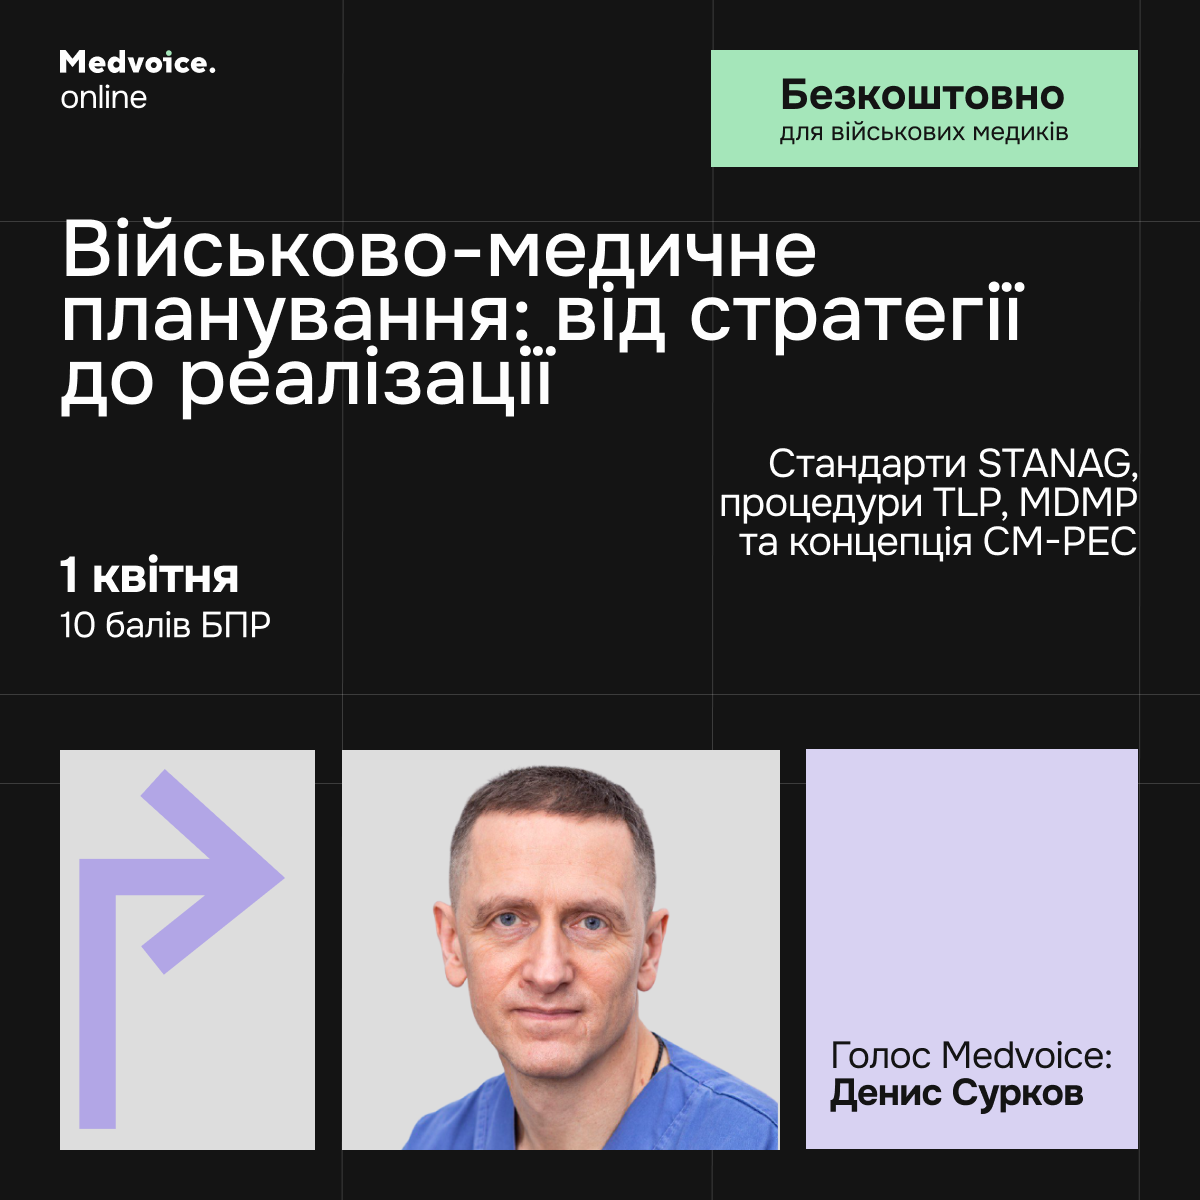 Medvoice.
online
Безкоштовно
для військових медиків
Військово-медичне
планування: від стратегії
до реалізації
Стандарти STANAG,
процедури TLP, MDMP
та концепція CM-PEC
1 квітня
10 балів БПР
Голос Medvoice:
Денис Сурков